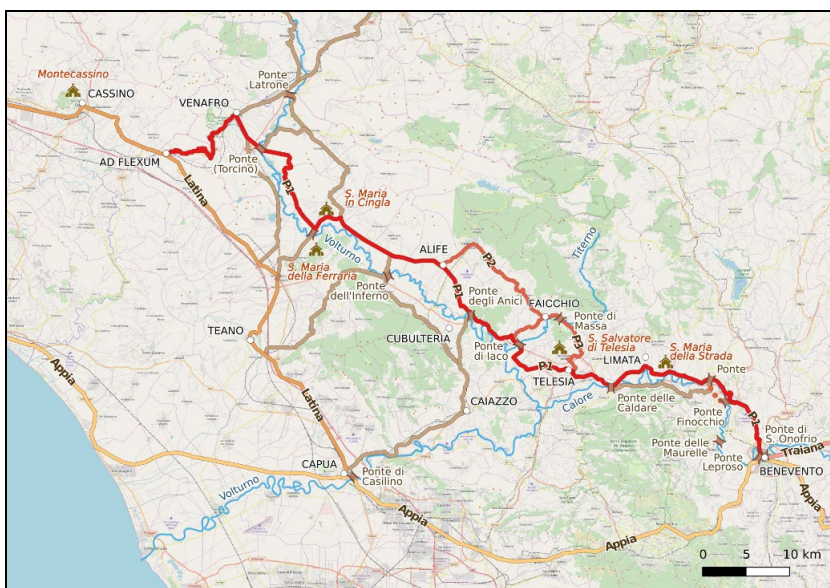 Montecassino
CASSINO
VENAFRO
Ponte
Latrone
AD FLEXUM
Ponte
(Torcino)
Latina
P1
S. Maria
in Cingla
Volturno
S. Maria
della Ferraria
ALIFE
P2
Titerno
P1
Ponte
degli Anici
Ponte
dell'Inferno
FAICCHIO
Ponte di
Massa
TEANO
CUBULTERIA
Ponte
di Iaco
P3
S. Salvatore
di Telesia
S. Maria
della Strada
LIMATA
Appia
P1
TELESIA
Ponte
Latina
CAIAZZO
Calore
Ponte delle
Caldare
Ponte
Finocchio
P1
Ponte di
S. Onofrio
Ponte delle
Maurelle
Traiana
CAPUA
Ponte di
Casilino
Ponte
Leproso
BENEVENTO
Volturno
Appia
Appia
Appia
0 5 10 km